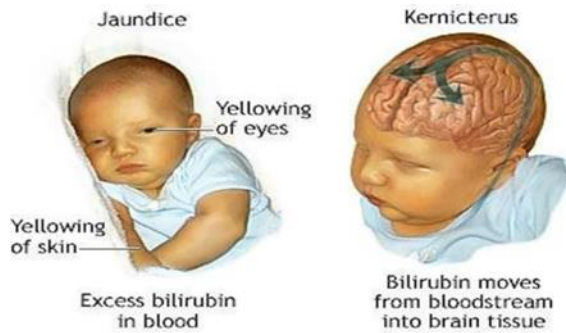 Jaundice
Yellowing
of eyes
Yellowing
of skin
Excess bilirubin
in blood
Kernicterus
Bilirubin moves
from bloodstream
into brain tissue